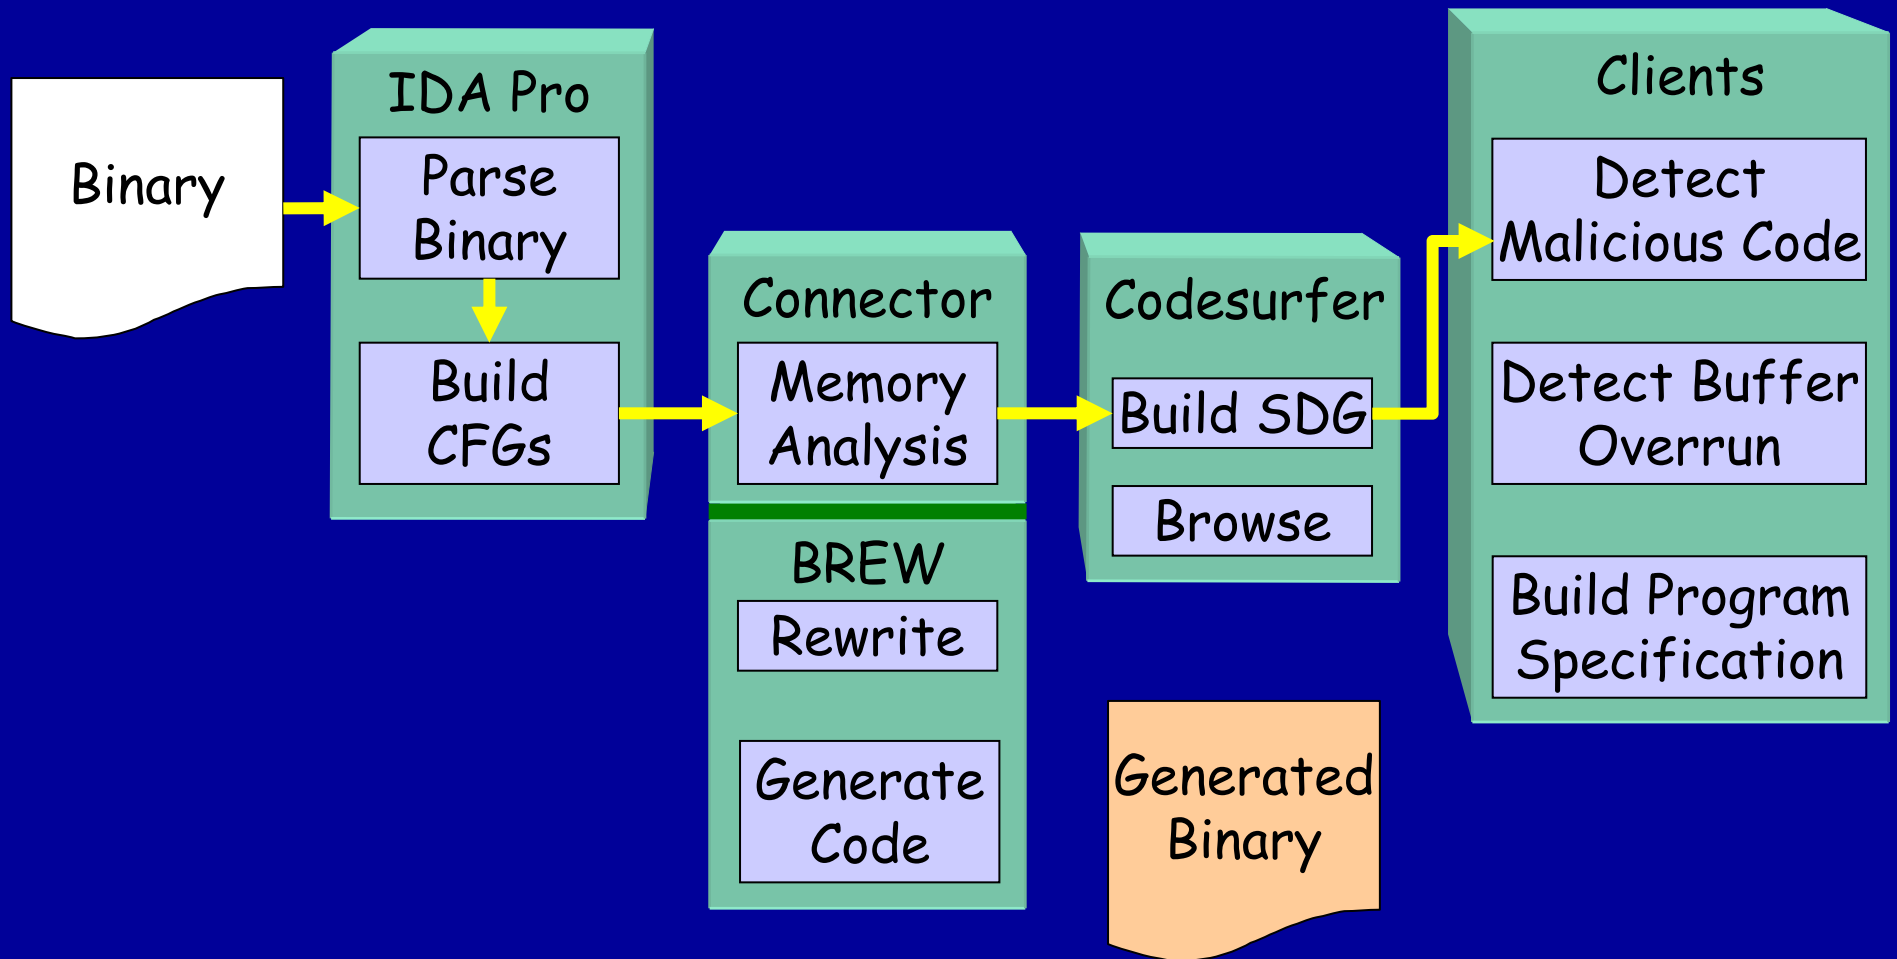 Binary
IDA Pro
Parse
Binary
Build
CFGs
Connector
Memory
Analysis
BREW
Rewrite
Generate
Code
Codesurfer
Build SDG
Browse
Generated
Binary
Clients
Detect
Malicious Code
Detect Buffer
Overrun
Build Program
Specification